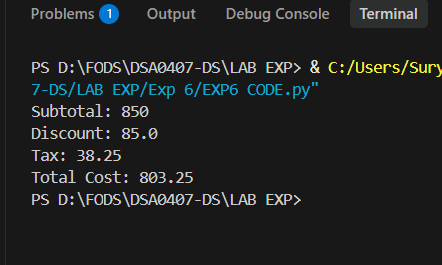 Problems 1 Output Debug Console Terminal
PS D:\FODS\DSA0407-DS\LAB EXP> & C:/Users/Sury
7-DS/LAB EXP/Exp 6/EXP6 CODE.py"
Subtotal: 850
Discount: 85.0
Tax: 38.25
Total Cost: 803.25
PS D:\FODS\DSA0407-DS\LAB EXP>